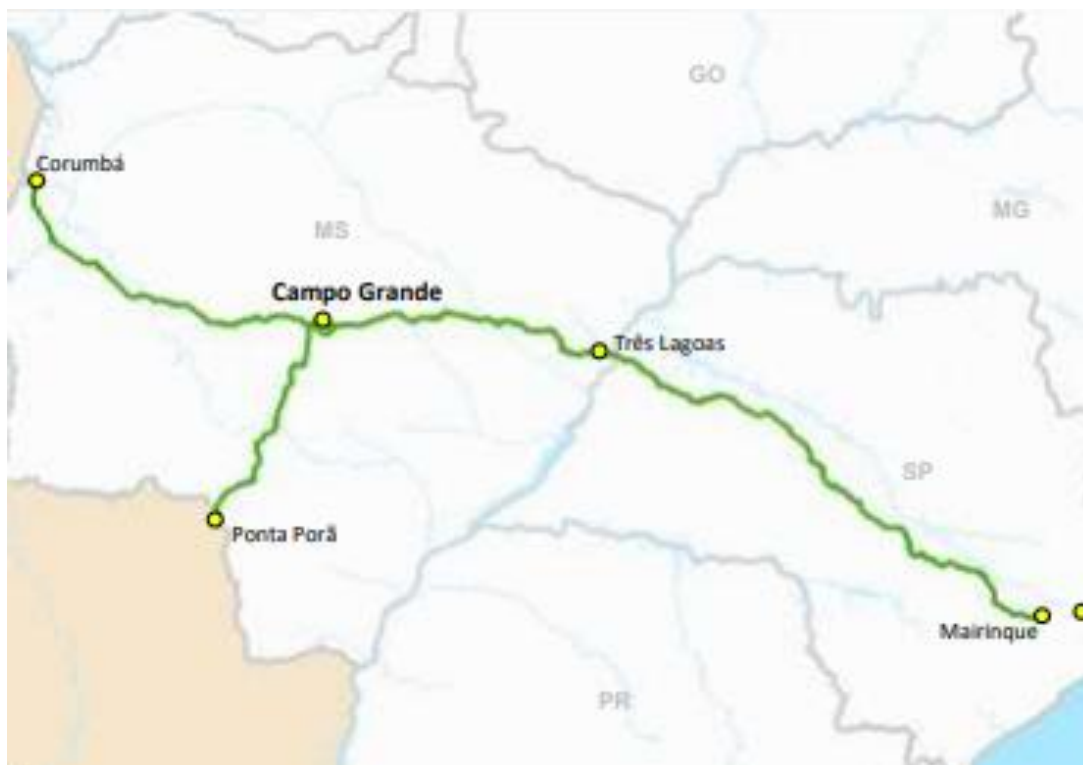 GO
Corumbá
MG
MS
Campo Grande
Três Lagoas
SP
Ponta Porã
Mairinque
PR